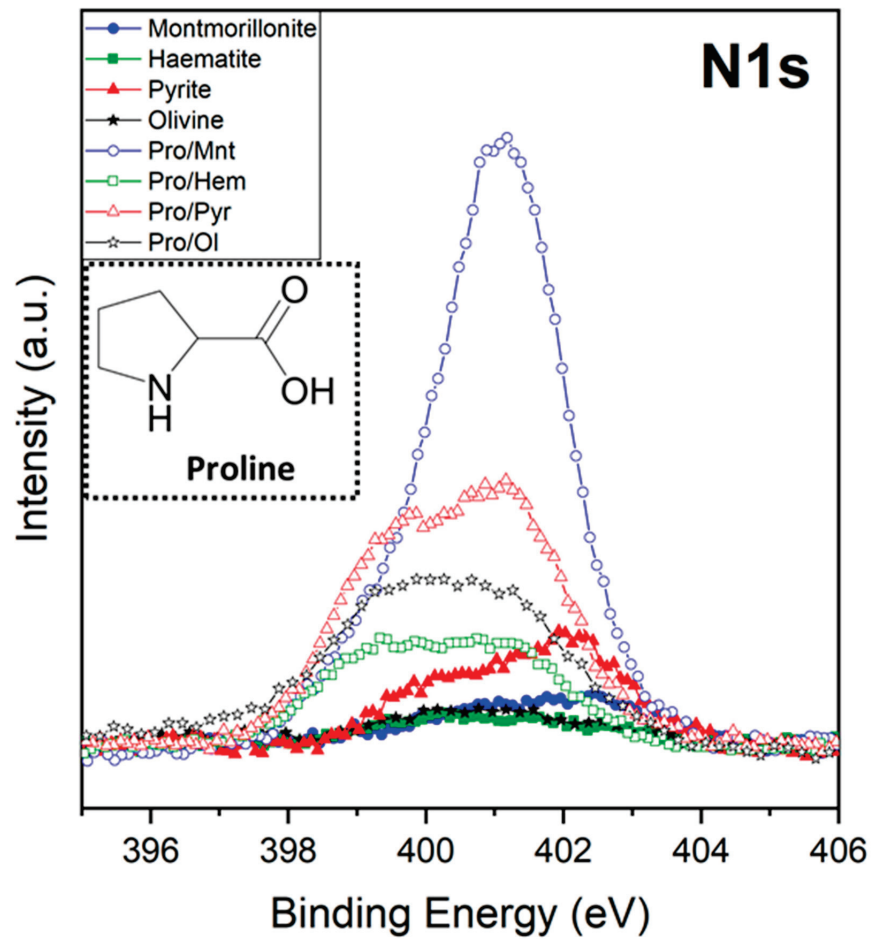 Montmorillonite
Haematite
Pyrite
Olivine
Pro/Mnt
Pro/Hem
Pro/Pyr
Pro/Ol
N1s
O
OH
N
H
Proline
Intensity (a.u.)
396 398 400 402 404 406
Binding Energy (eV)